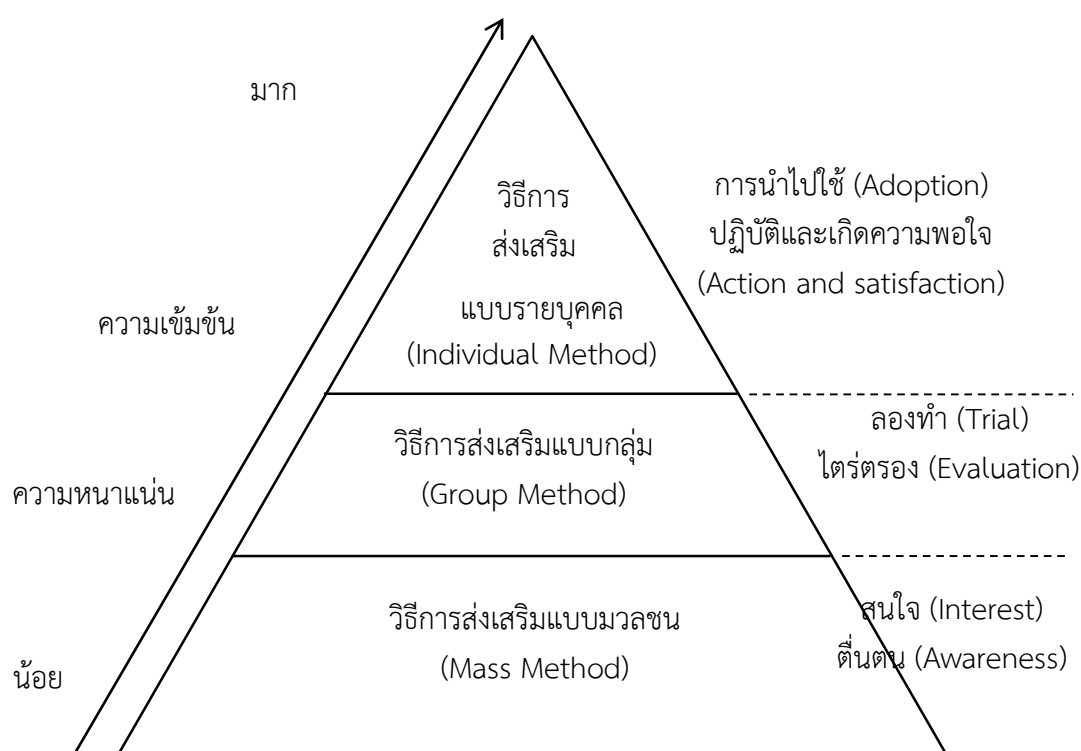 มาก
วิธีการ
ส่งเสริม
แบบรายบุคคล
(Individual Method)
การนำไปใช้ (Adoption)
ปฏิบัติและเกิดความพอใจ
(Action and satisfaction)
ความเข้มข้น
วิธีการส่งเสริมแบบกลุ่ม
(Group Method)
ลองทำ (Trial)
ไตร่ตรอง (Evaluation)
ความหนาแน่น
วิธีการส่งเสริมแบบมวลชน
(Mass Method)
สนใจ (Interest)
ตื่นตน (Awareness)
น้อย